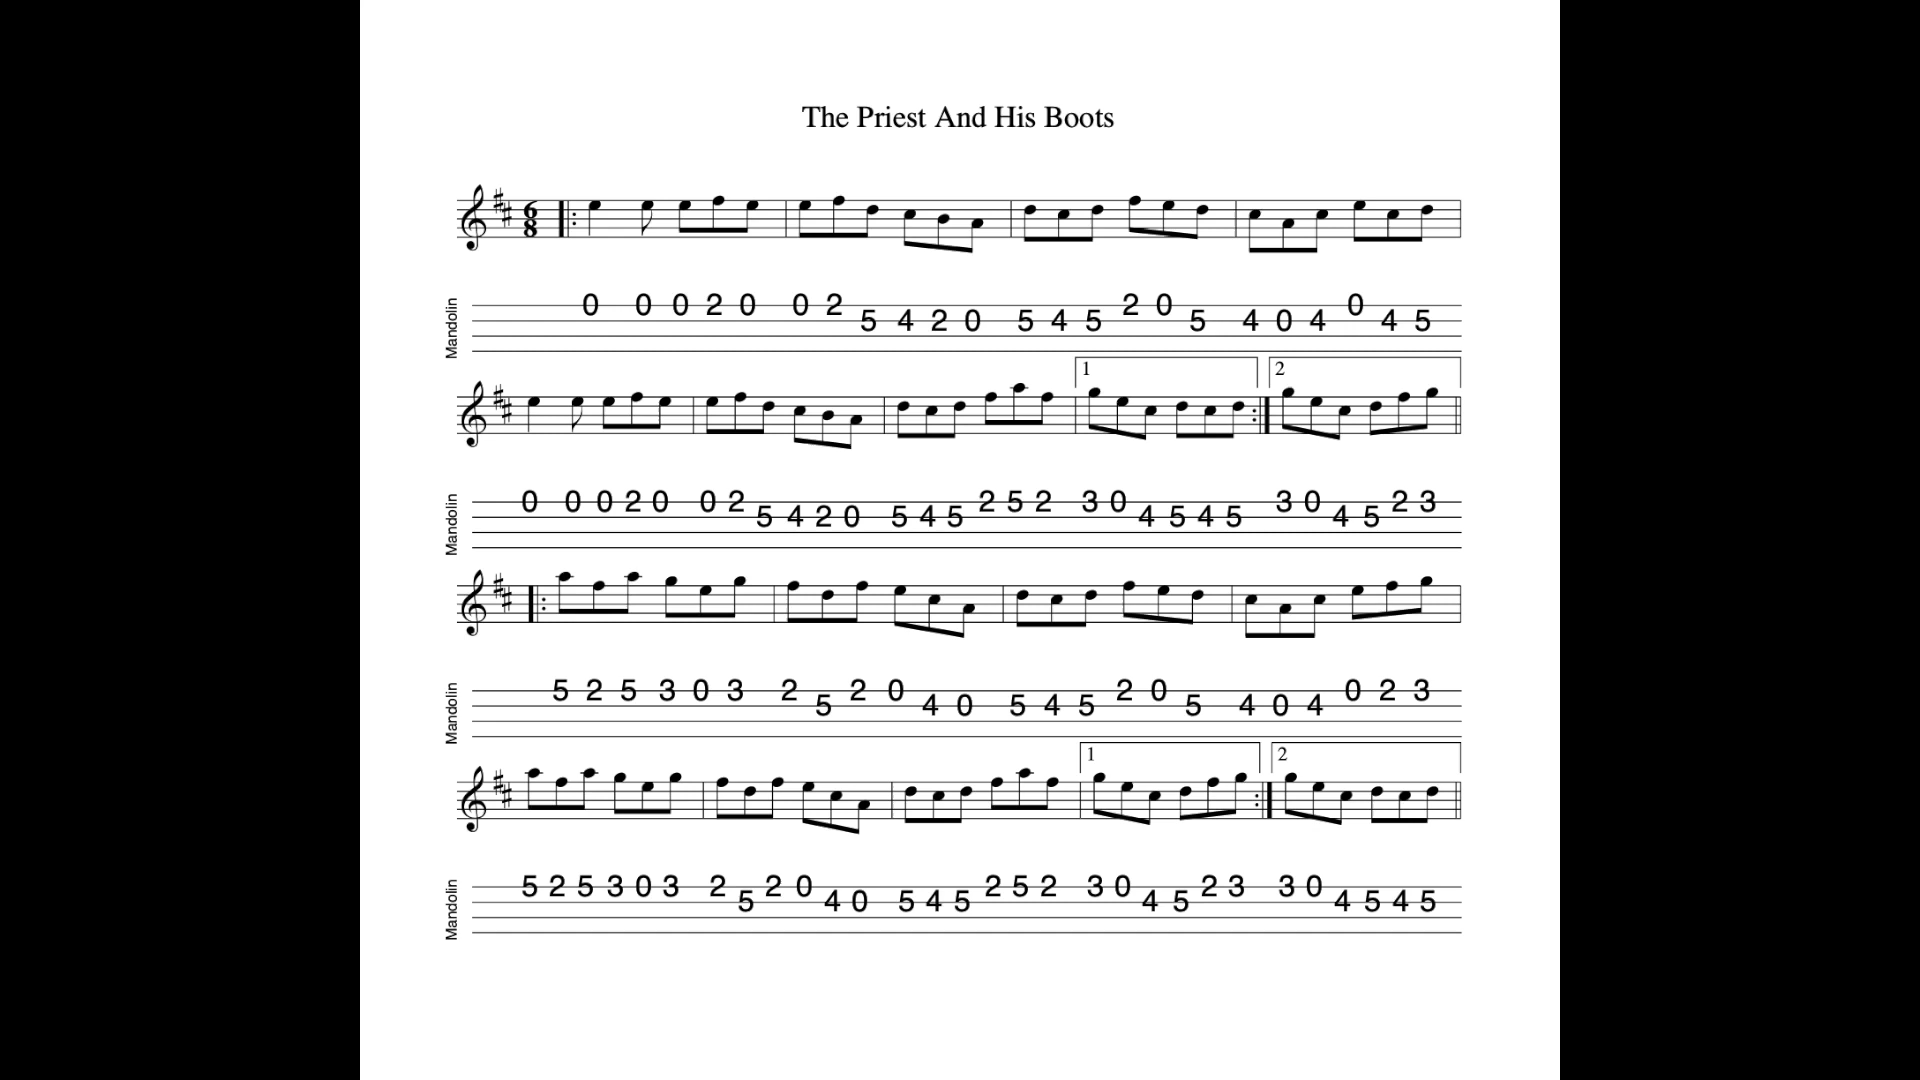 The Priest And His Boots
6
8
Mandolin
0 0 0 2 0 0 2 5 4 2 0 5 4 5 2 0 5 4 0 4 0 4 5
1 2
Mandolin
0 0 0 2 0 0 2 5 4 2 0 5 4 5 2 5 2 3 0 4 5 4 5 3 0 4 5 2 3
Mandolin
5 2 5 3 0 3 2 5 2 0 4 0 5 4 5 2 0 5 4 0 4 0 2 3
1 2
Mandolin
5 2 5 3 0 3 2 5 2 0 4 0 5 4 5 2 5 2 3 0 4 5 2 3 3 0 4 5 4 5